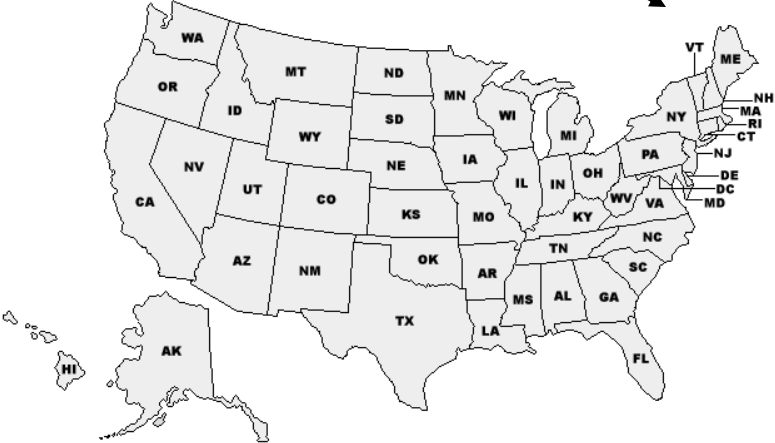 WA
MT
ND
MN
VT
ME
OR
ID
SD
WI
NY
NH
MA
RI
CT
WY
MI
NV
NE
IA
PA
NJ
UT
CO
IL
IN
OH
DE
DC
MD
CA
KS
MO
WV
VA
KY
AZ
NM
OK
TN
NC
SC
AR
MS
AL
GA
TX
LA
FL
AK
HI